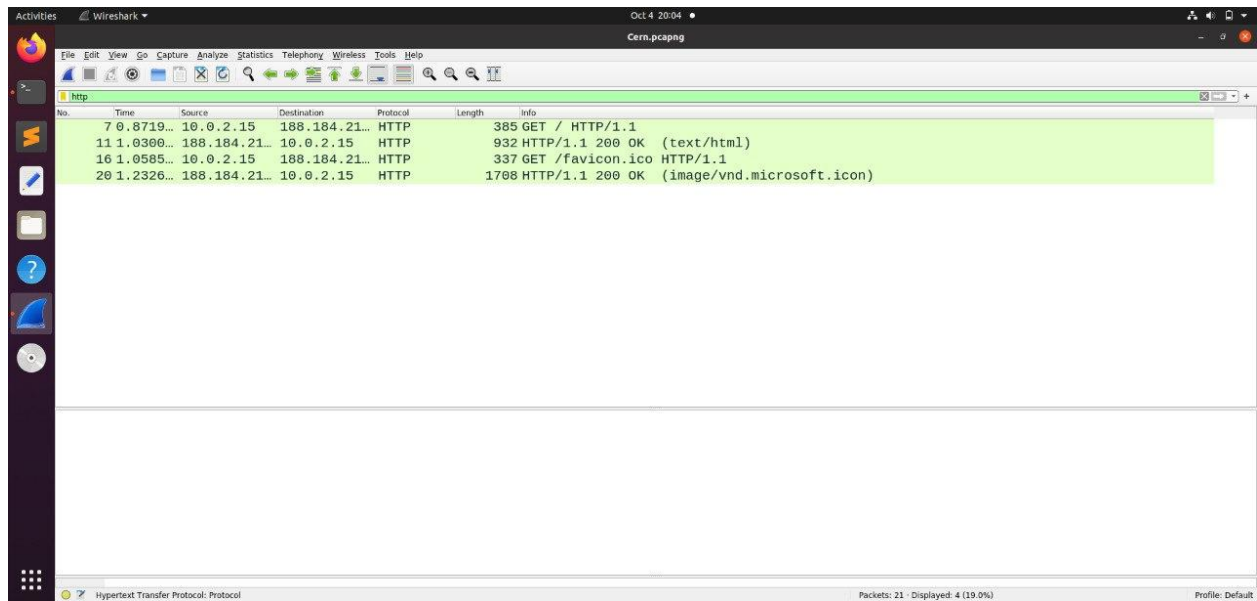 Activities Wireshark Oct 4 20:04
Cern.pcapng
File Edit View Go Capture Analyze Statistics Telephony Wireless Tools Help
http
No. Time Source Destination Protocol Length Info
7 0.8719… 10.0.2.15 188.184.21… HTTP 385 GET / HTTP/1.1
11 1.0300… 188.184.21… 10.0.2.15 HTTP 932 HTTP/1.1 200 OK (text/html)
16 1.0585… 10.0.2.15 188.184.21… HTTP 337 GET /favicon.ico HTTP/1.1
20 1.2326… 188.184.21… 10.0.2.15 HTTP 1708 HTTP/1.1 200 OK (image/vnd.microsoft.icon)
Hypertext Transfer Protocol: Protocol Packets: 21 · Displayed: 4 (19.0%) Profile: Default